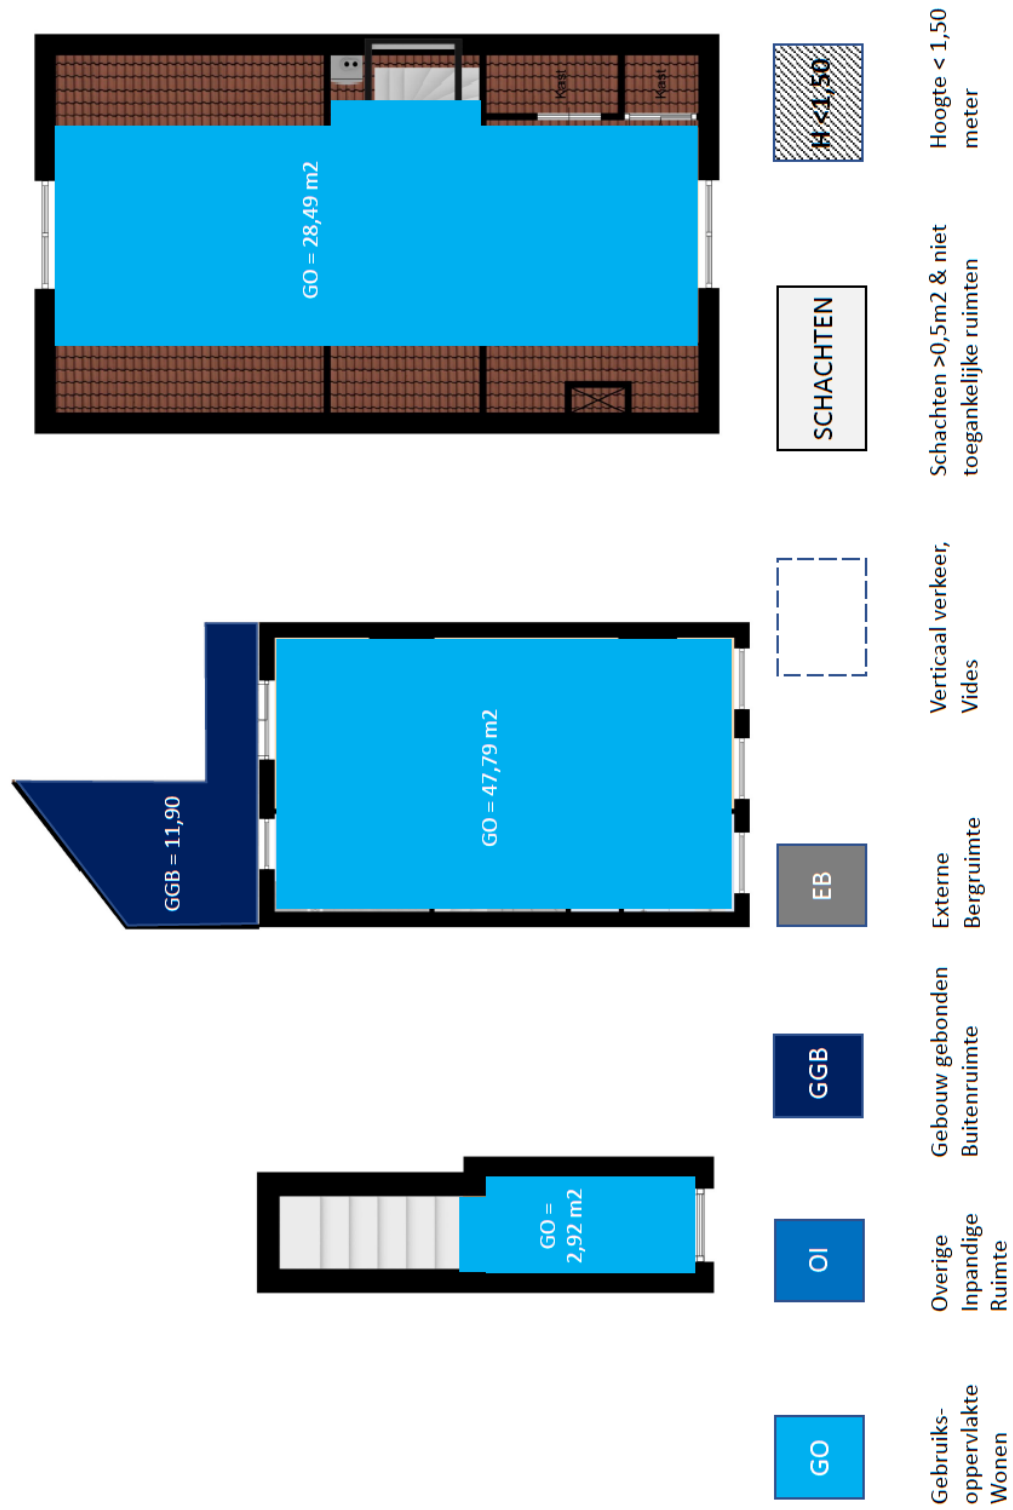 GO = 28,49 m2
Kast
Kast
GGB = 11,90
GO = 47,79 m2
GO =
2,92 m2
GO
Gebruiks-
oppervlakte
Wonen
OI
Overige
Inpandige
Ruimte
GGB
Gebouw gebonden
Buitenruimte
EB
Externe
Bergruimte
Verticaal verkeer,
Vides
SCHACHTEN
Schachten >0,5m2 & niet
toegankelijke ruimten
H <1,50
Hoogte < 1,50
meter